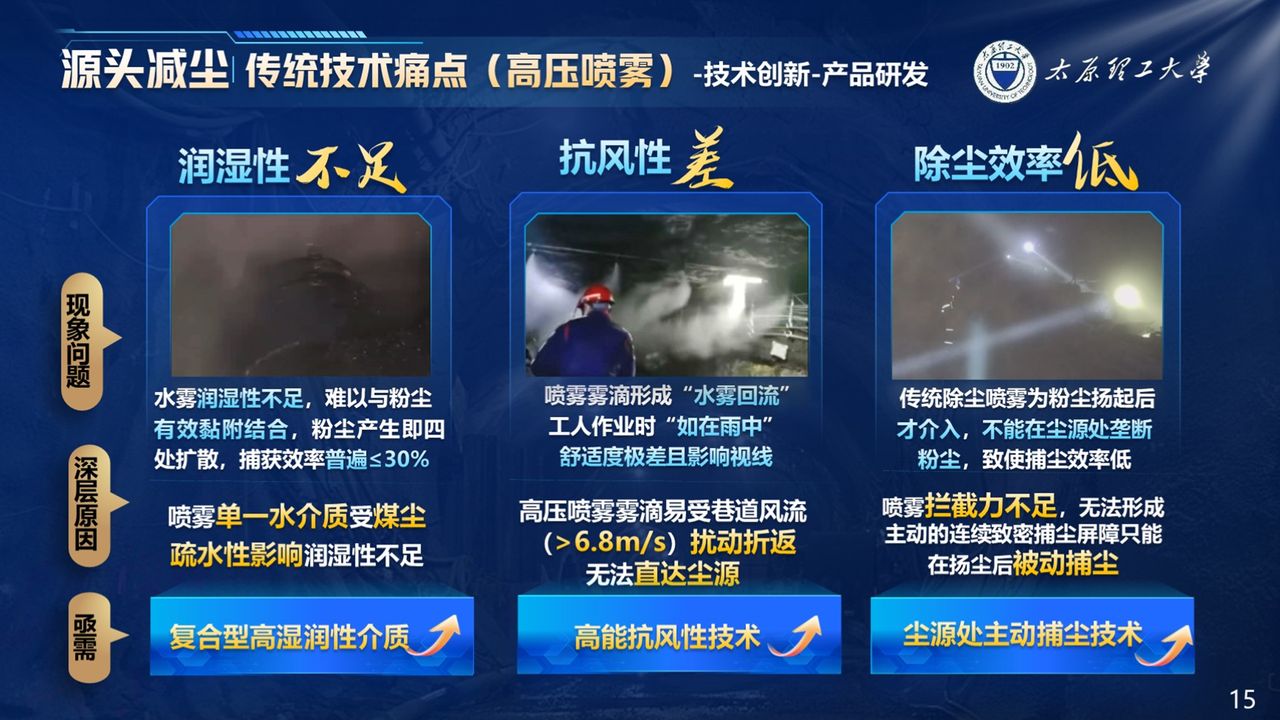 源头减尘 传统技术痛点（高压喷雾）-技术创新-产品研发
1902
太原理工大学
润湿性不足
抗风性差
除尘效率低
现象问题
水雾润湿性不足，难以与粉尘
有效黏附结合，粉尘产生即四
处扩散，捕获效率普遍≤30%
喷雾雾滴形成“水雾回流”
工人作业时“如在雨中”
舒适度极差且影响视线
传统除尘喷雾为粉尘扬起后
才介入，不能在尘源处垄断
粉尘，致使捕尘效率低
深层原因
喷雾单一水介质受煤尘
疏水性影响润湿性不足
高压喷雾雾滴易受巷道风流
（>6.8m/s）扰动折返
无法直达尘源
喷雾拦截力不足，无法形成
主动的连续致密捕尘屏障只能
在扬尘后被动捕尘
亟需
复合型高湿润性介质
高能抗风性技术
尘源处主动捕尘技术
15